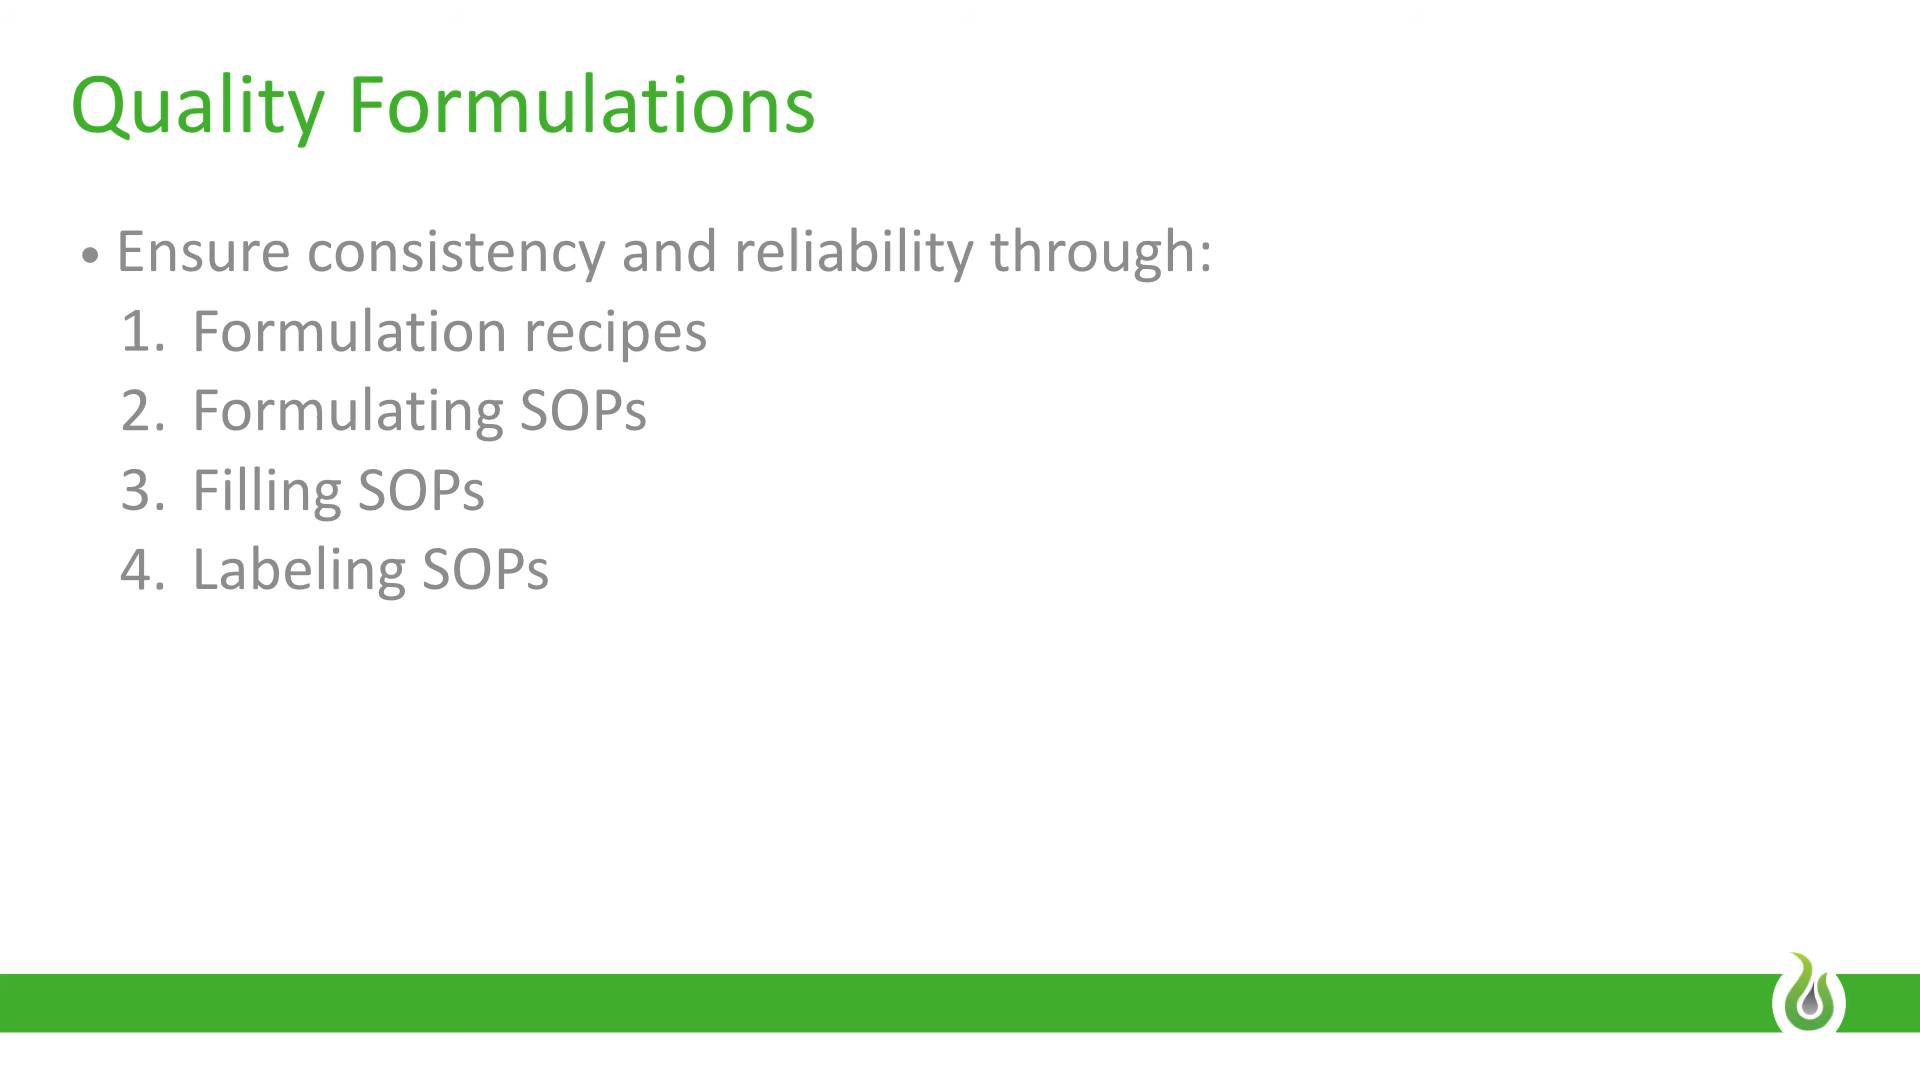 Quality Formulations
• Ensure consistency and reliability through:
1. Formulation recipes
2. Formulating SOPs
3. Filling SOPs
4. Labeling SOPs